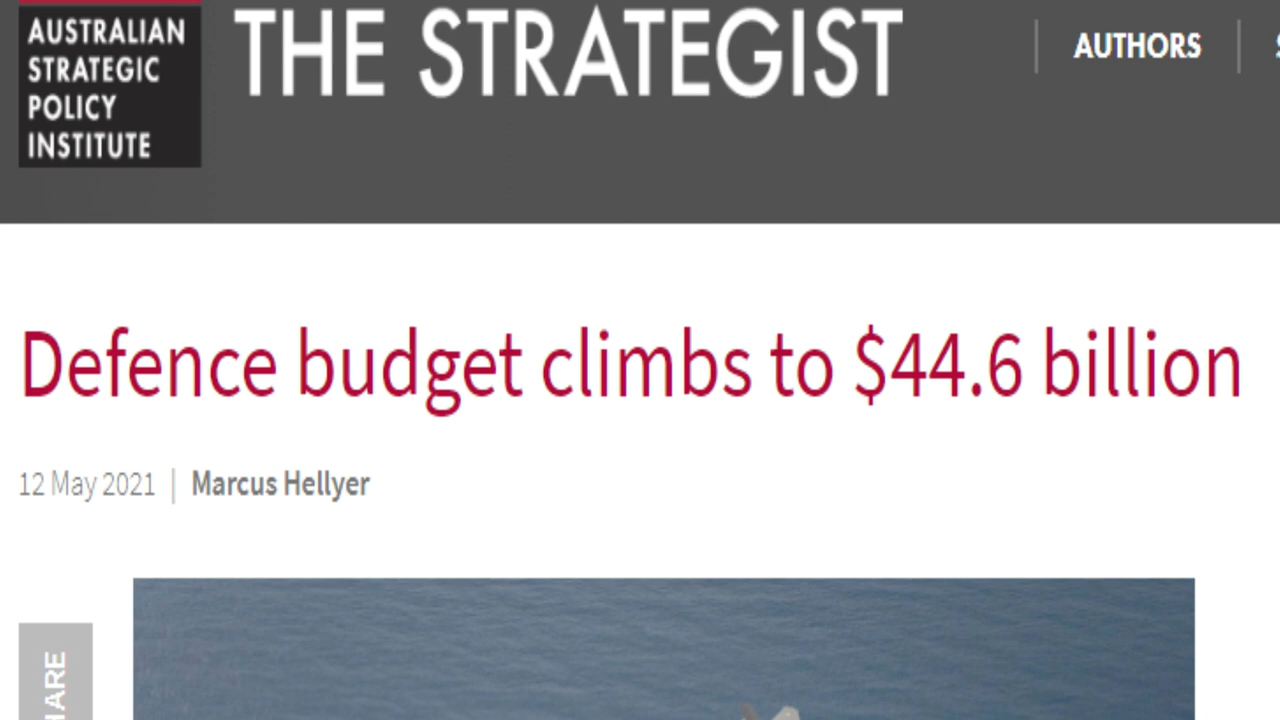 AUSTRALIAN
STRATEGIC
POLICY
INSTITUTE
THE STRATEGIST
AUTHORS
Defence budget climbs to $44.6 billion
12 May 2021 | Marcus Hellyer